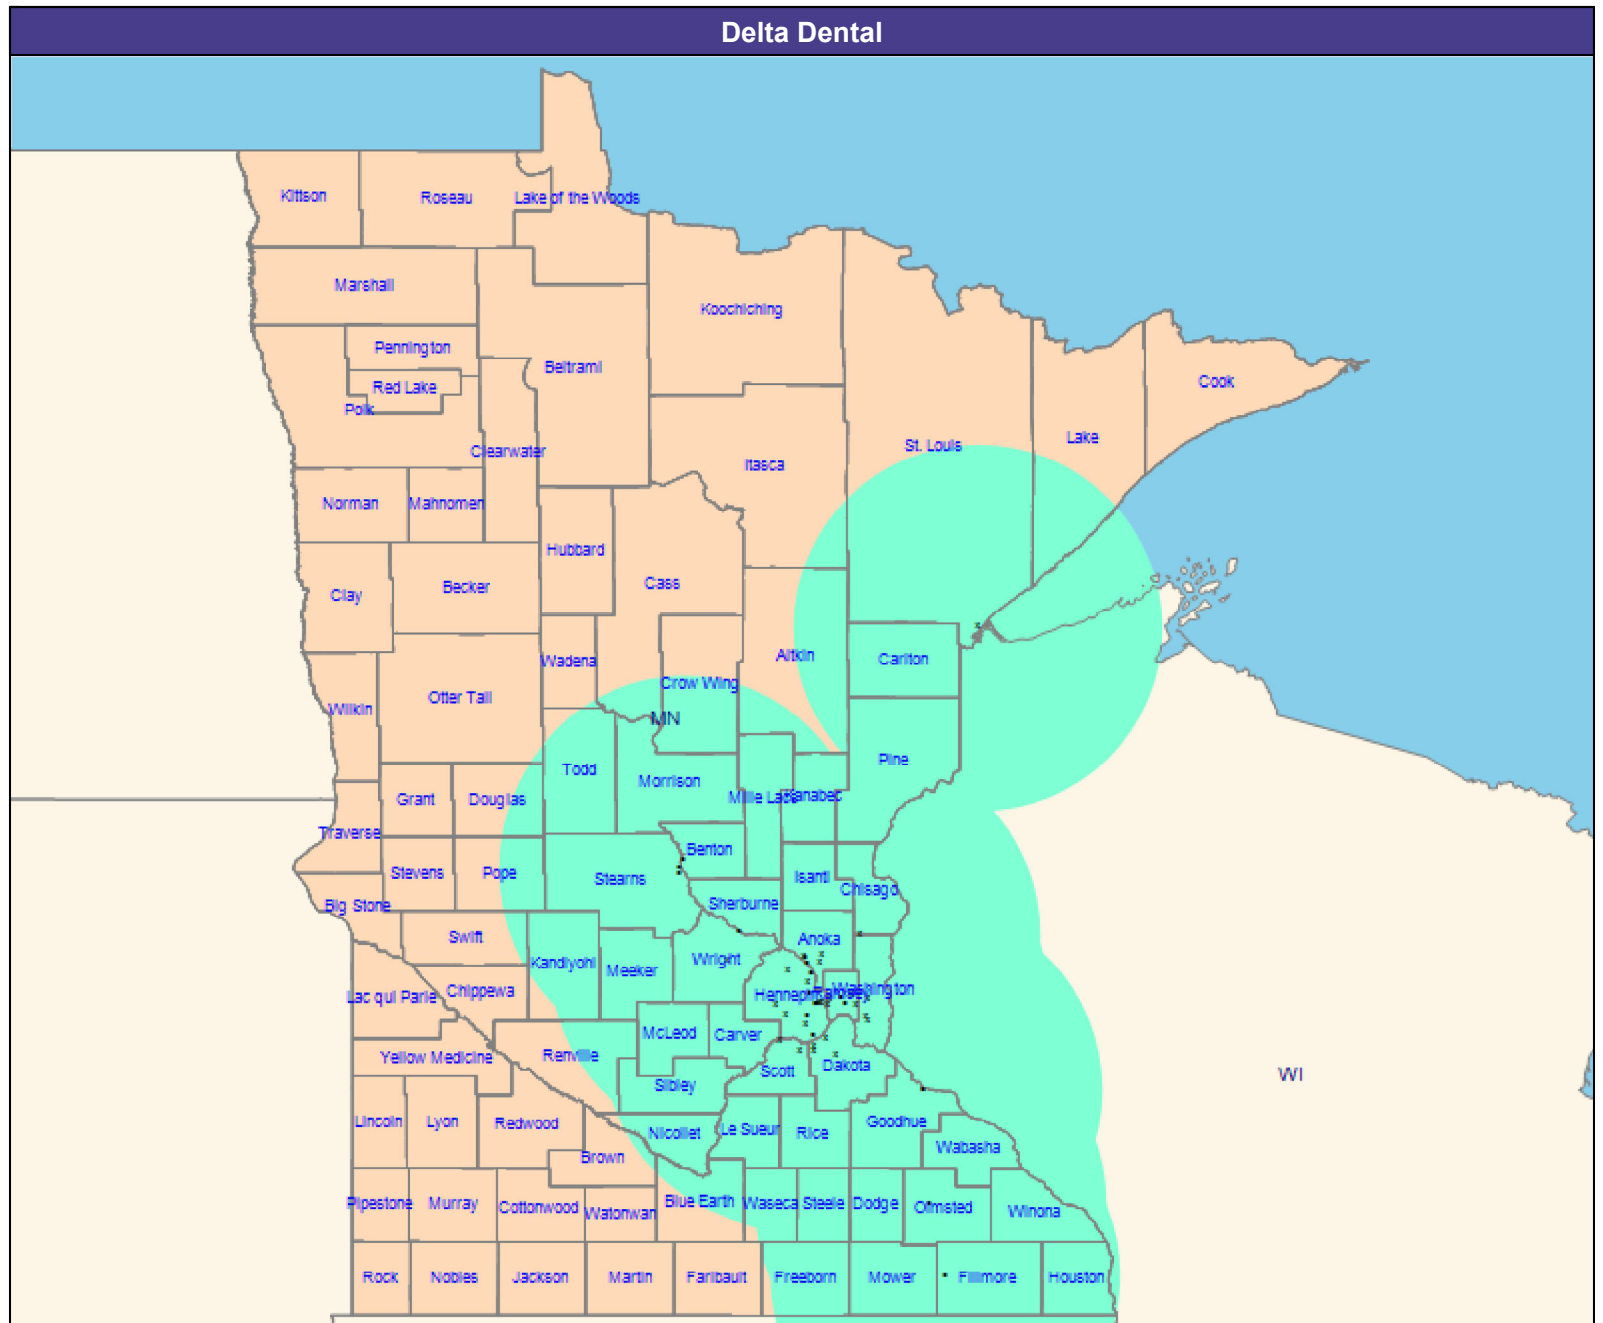 Delta Dental
Kittson
Roseau
Lake of the Woods
Marshall
Koochiching
Pennington
Beltrami
Red Lake
Cook
Polk
Lake
St. Louis
Clearwater
Itasca
Norman
Mahnomen
Hubbard
Cass
Becker
Clay
Aitkin
Carlton
Wadena
Crow Wing
Otter Tail
Wilkin
MN
Pine
Todd
Morrison
Mille Lacs
Kanabec
Grant
Douglas
Traverse
Benton
Stevens
Pope
Stearns
Isanti
Chisago
Big Stone
Sherburne
Swift
Anoka
Kandiyohi
Meeker
Wright
Lac qui Parle
Chippewa
Hennepin
Ramsey
Washington
McLeod
Carver
Yellow Medicine
Renville
Scott
Dakota
WI
Sibley
Lincoln
Lyon
Redwood
Nicollet
Le Sueur
Rice
Goodhue
Wabasha
Brown
Pipestone
Murray
Cottonwood
Watonwan
Blue Earth
Waseca
Steele
Dodge
Olmsted
Winona
Rock
Nobles
Jackson
Martin
Faribault
Freeborn
Mower
Fillmore
Houston